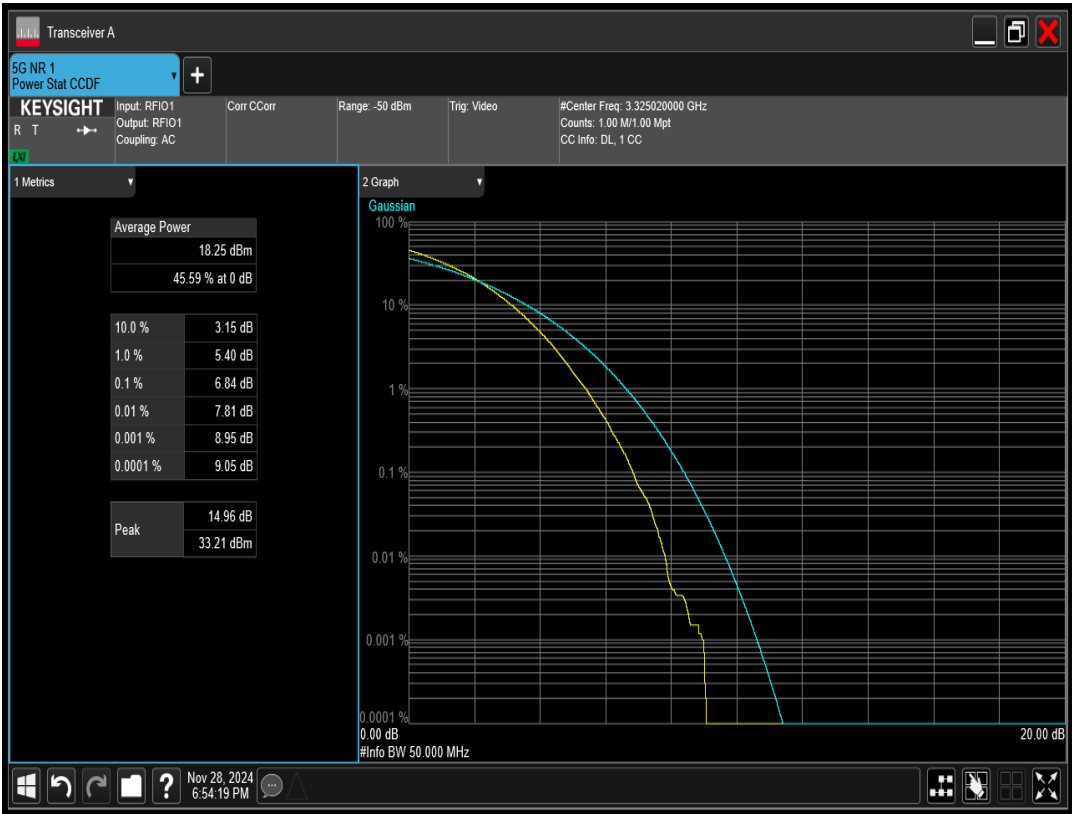 Transceiver A
5G NR 1
Power Stat CCDF
+
KEYSIGHT
R T
LXI
Input: RFIO1
Output: RFIO1
Coupling: AC
Corr CCorr
Range: -50 dBm
Trig: Video
#Center Freq: 3.325020000 GHz
Counts: 1.00 M/1.00 Mpt
CC Info: DL, 1 CC
1 Metrics
Average Power
18.25 dBm
45.59 % at 0 dB
10.0 % 3.15 dB
1.0 % 5.40 dB
0.1 % 6.84 dB
0.01 % 7.81 dB
0.001 % 8.95 dB
0.0001 % 9.05 dB
Peak
14.96 dB
33.21 dBm
2 Graph
Gaussian
100 %
10 %
1 %
0.1 %
0.01 %
0.001 %
0.0001 %
0.00 dB 20.00 dB
#Info BW 50.000 MHz
?
Nov 28, 2024
6:54:19 PM